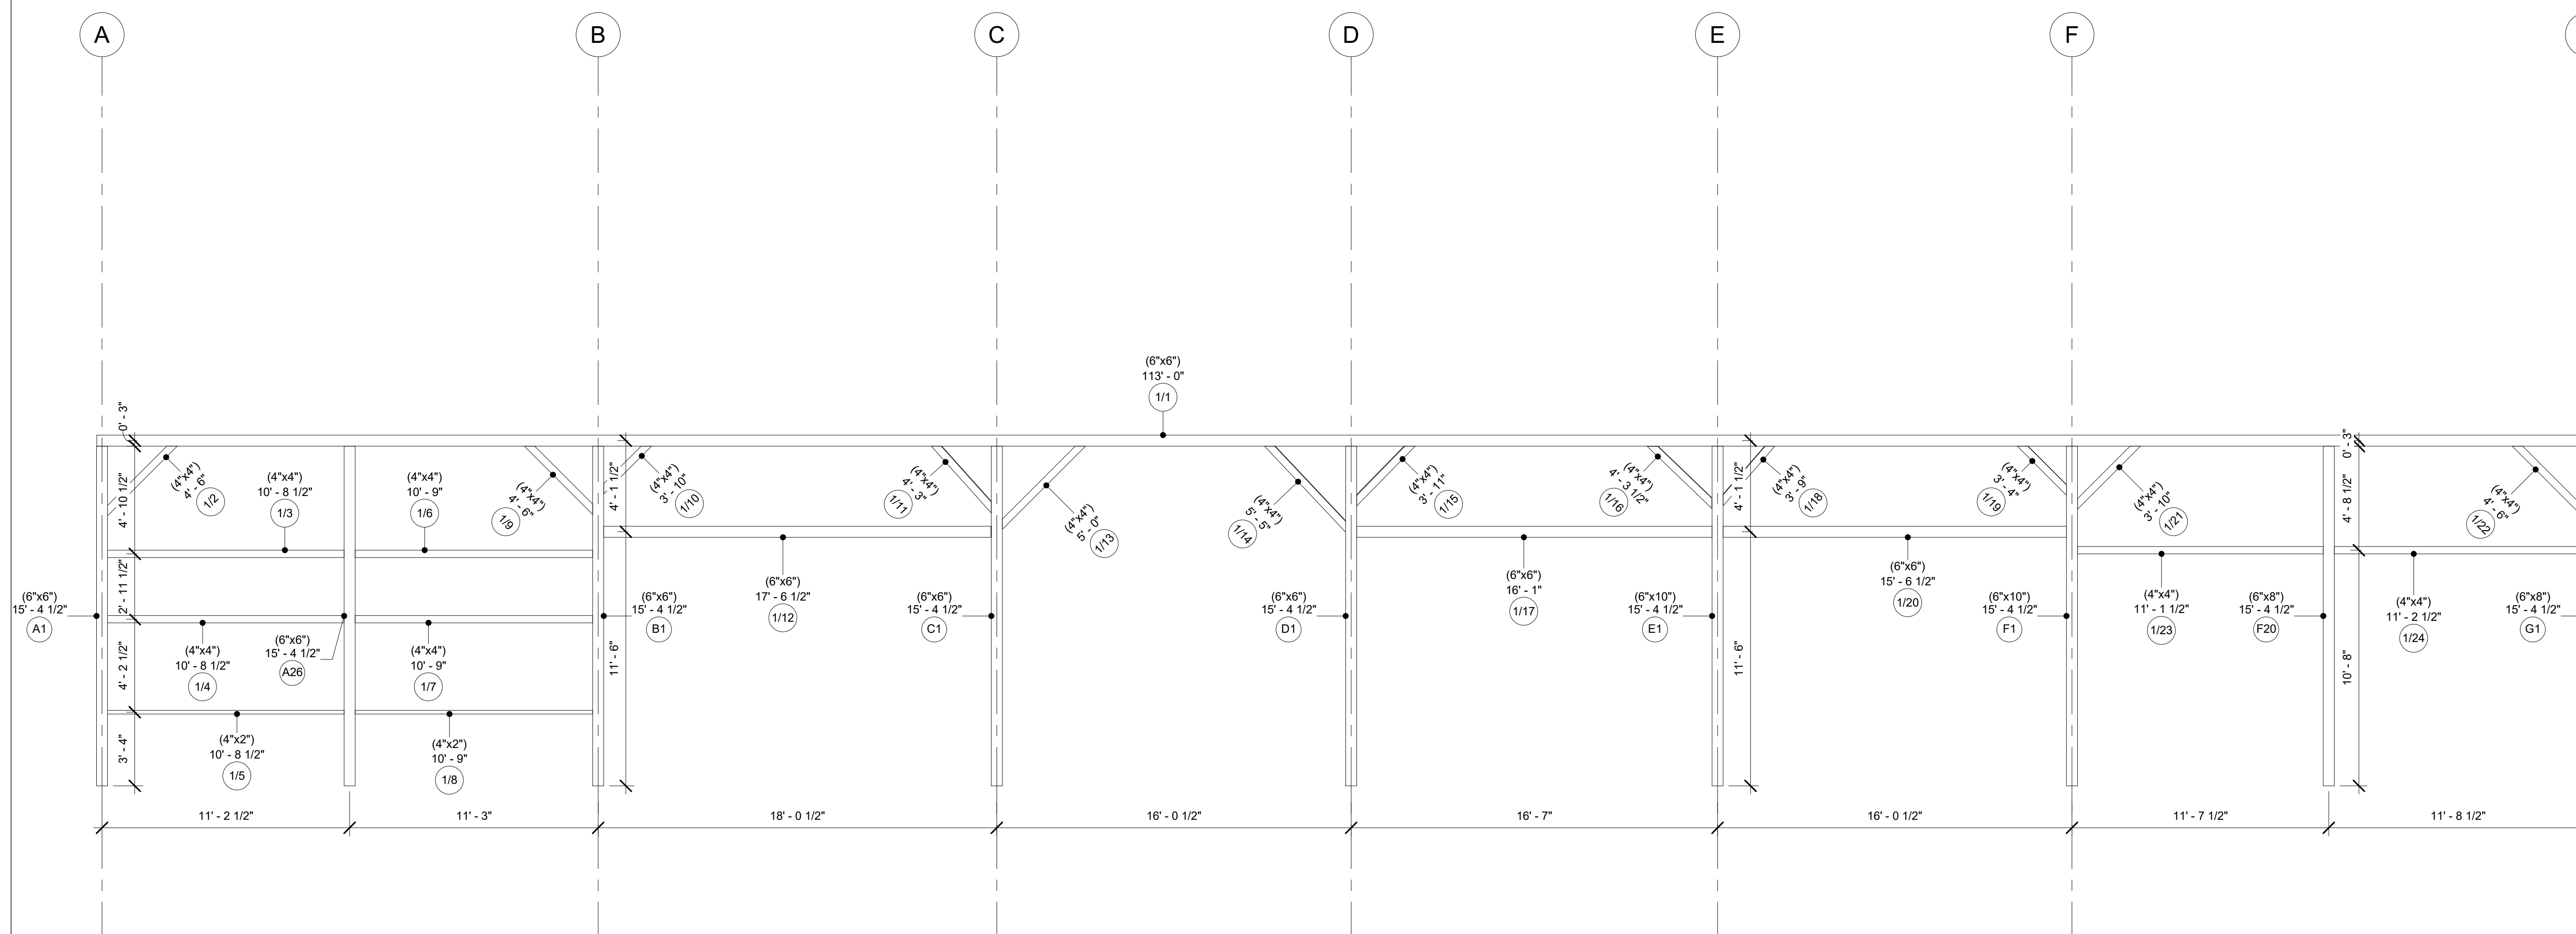 A
B
C
D
E
F
(6"x6")
113' - 0"
1/1
0' - 3"
4' - 10 1/2"
2' - 11 1/2"
4' - 2 1/2"
3' - 4"
(4"x4")
4' - 6"
1/2
(4"x4")
10' - 8 1/2"
1/3
(4"x4")
10' - 9"
1/6
(4"x4")
4' - 6"
1/9
4' - 1 1/2"
11' - 6"
(4"x4")
3' - 10"
1/10
(4"x4")
4' - 3"
1/11
(4"x4")
5' - 0"
1/13
(4"x4")
5' - 5"
1/14
(4"x4")
3' - 11"
1/15
(4"x4")
4' - 3 1/2"
1/16
4' - 1 1/2"
11' - 6"
(4"x4")
3' - 9"
1/18
(4"x4")
3' - 4"
1/19
(4"x4")
3' - 10"
1/21
0' - 3"
4' - 8 1/2"
10' - 8"
(4"x4")
4' - 6"
1/22
(6"x6")
15' - 4 1/2"
A1
(4"x4")
10' - 8 1/2"
1/4
(6"x6")
15' - 4 1/2"
A26
(4"x4")
10' - 9"
1/7
(6"x6")
15' - 4 1/2"
B1
(6"x6")
17' - 6 1/2"
1/12
(6"x6")
15' - 4 1/2"
C1
(6"x6")
15' - 4 1/2"
D1
(6"x6")
16' - 1"
1/17
(6"x10")
15' - 4 1/2"
E1
(6"x6")
15' - 6 1/2"
1/20
(6"x10")
15' - 4 1/2"
F1
(4"x4")
11' - 1 1/2"
1/23
(6"x8")
15' - 4 1/2"
F20
(4"x4")
11' - 2 1/2"
1/24
(6"x8")
15' - 4 1/2"
G1
(4"x2")
10' - 8 1/2"
1/5
(4"x2")
10' - 9"
1/8
11' - 2 1/2"
11' - 3"
18' - 0 1/2"
16' - 0 1/2"
16' - 7"
16' - 0 1/2"
11' - 7 1/2"
11' - 8 1/2"